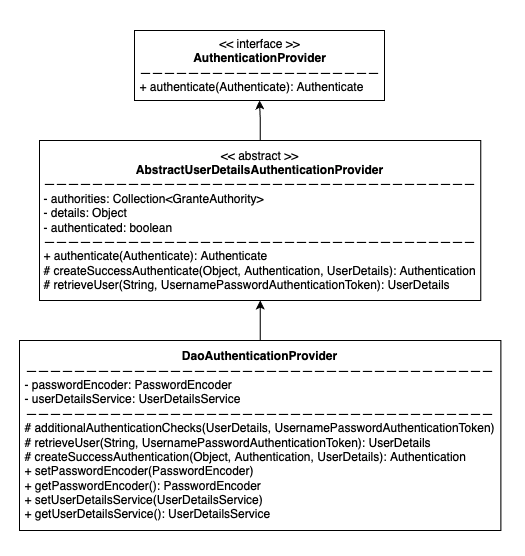 << interface >>
AuthenticationProvider
+ authenticate(Authenticate): Authenticate
<< abstract >>
AbstractUserDetailsAuthenticationProvider
- authorities: Collection<GranteAuthority>
- details: Object
- authenticated: boolean
+ authenticate(Authenticate): Authenticate
# createSuccessAuthenticate(Object, Authentication, UserDetails): Authentication
# retrieveUser(String, UsernamePasswordAuthenticationToken): UserDetails
DaoAuthenticationProvider
- passwordEncoder: PasswordEncoder
- userDetailsService: UserDetailsService
# additionalAuthenticationChecks(UserDetails, UsernamePasswordAuthenticationToken)
# retrieveUser(String, UsernamePasswordAuthenticationToken): UserDetails
# createSuccessAuthentication(Object, Authentication, UserDetails): Authentication
+ setPasswordEncoder(PasswordEncoder)
+ getPasswordEncoder(): PasswordEncoder
+ setUserDetailsService(UserDetailsService)
+ getUserDetailsService(): UserDetailsService